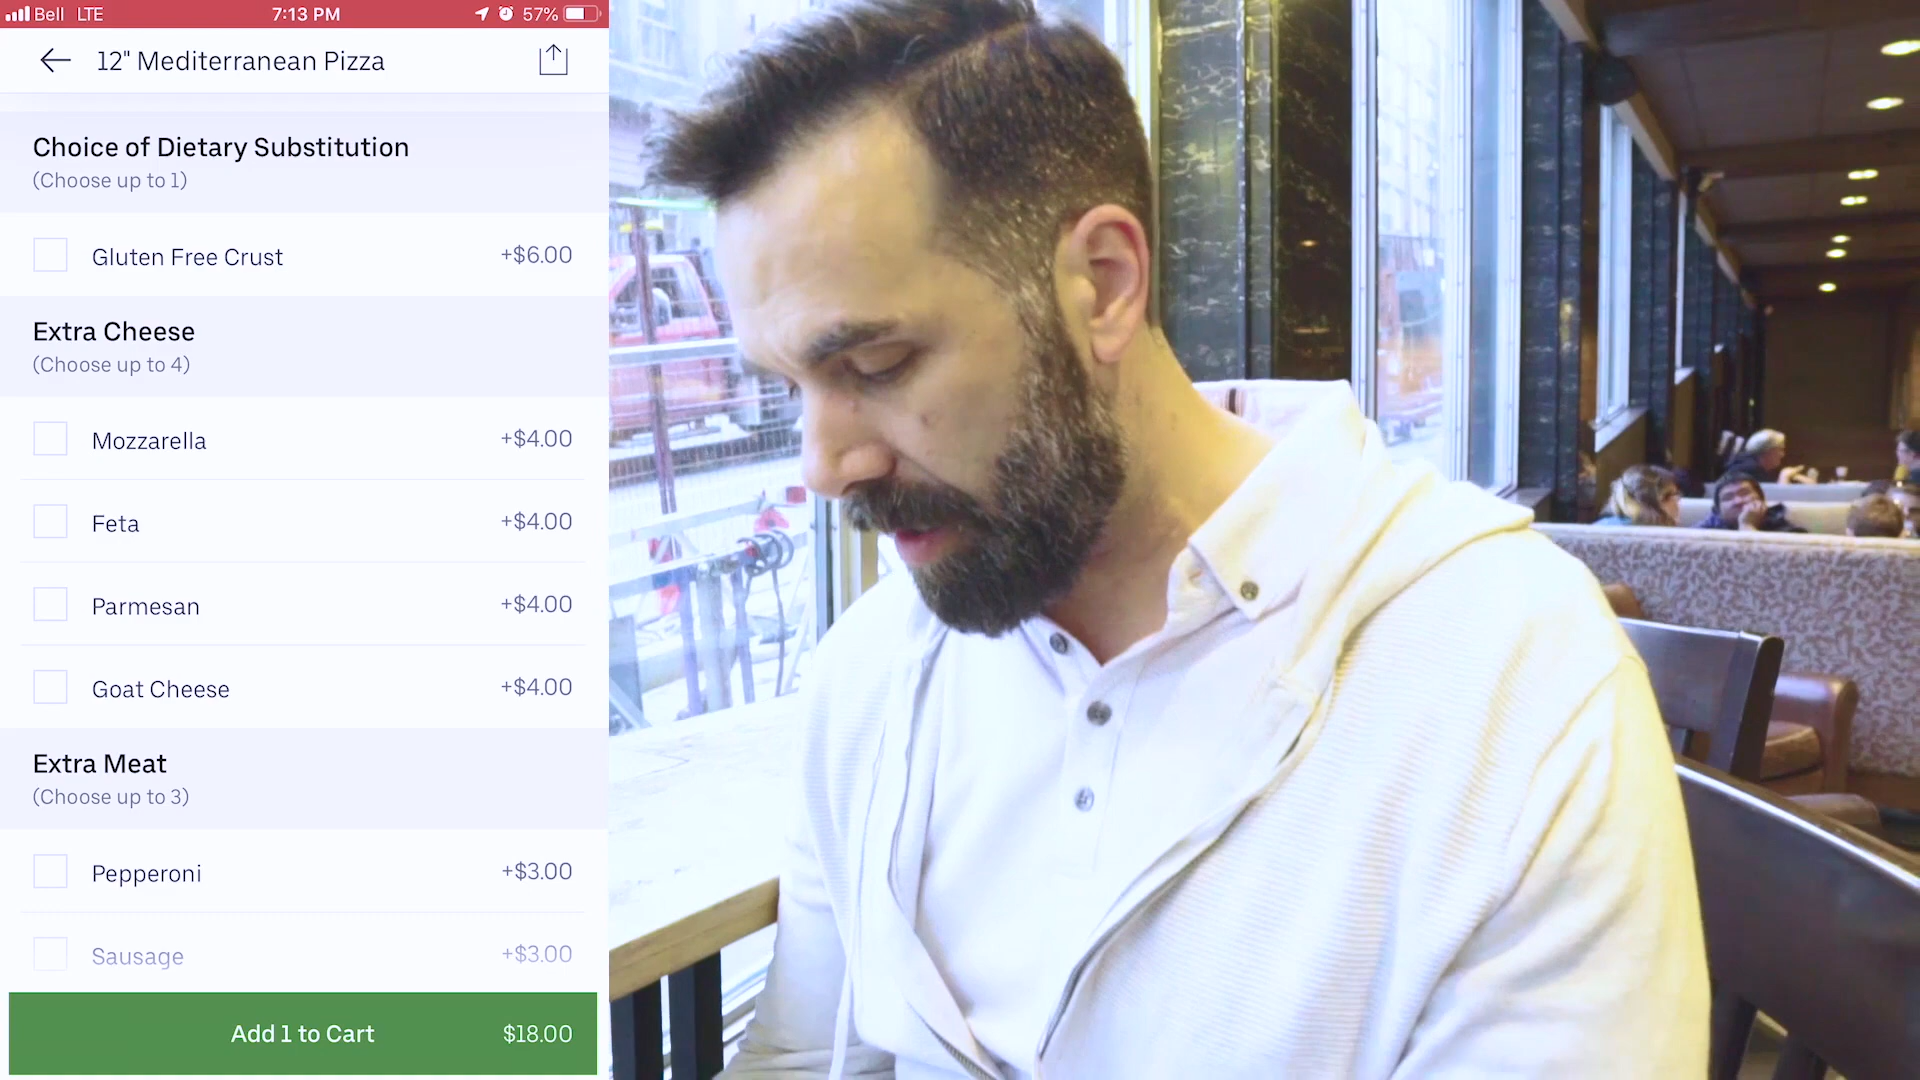 Bell LTE 7:13 PM 57%
12" Mediterranean Pizza
Choice of Dietary Substitution
(Choose up to 1)
Gluten Free Crust +$6.00
Extra Cheese
(Choose up to 4)
Mozzarella +$4.00
Feta +$4.00
Parmesan +$4.00
Goat Cheese +$4.00
Extra Meat
(Choose up to 3)
Pepperoni +$3.00
Sausage +$3.00
Add 1 to Cart $18.00